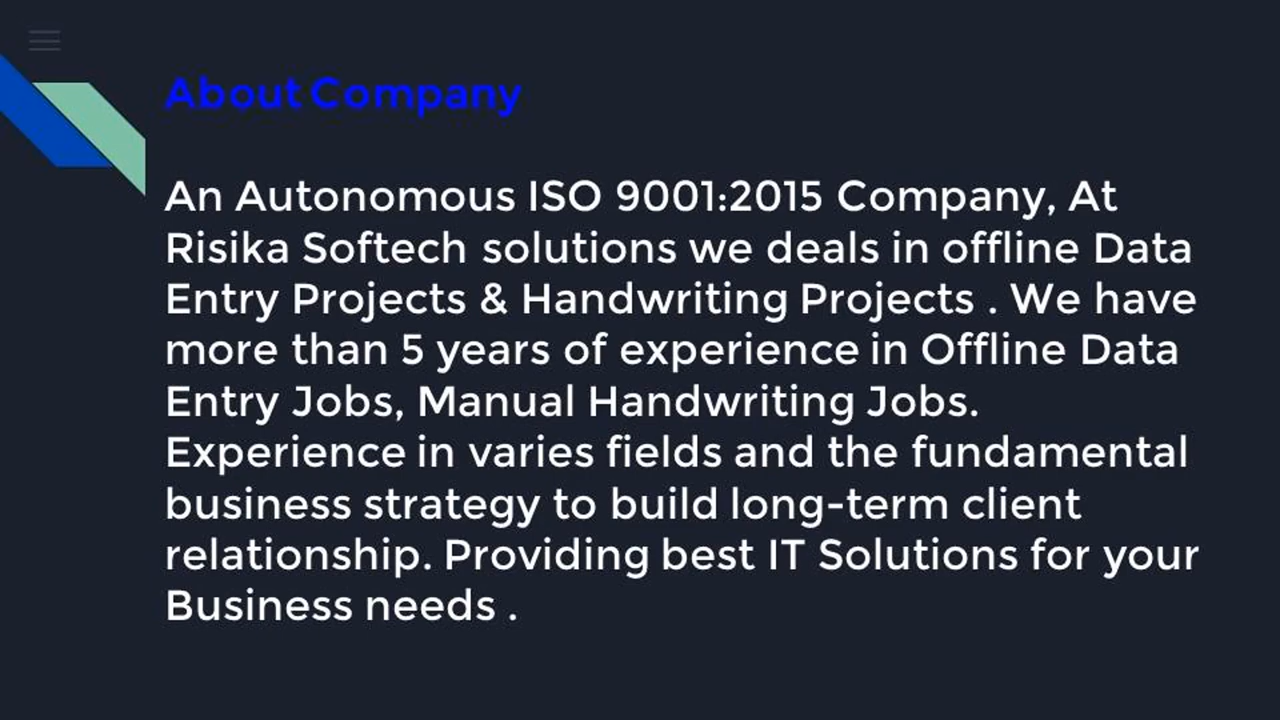 About Company
An Autonomous ISO 9001:2015 Company, At
Risika Softech solutions we deals in offline Data
Entry Projects & Handwriting Projects . We have
more than 5 years of experience in Offline Data
Entry Jobs, Manual Handwriting Jobs.
Experience in varies fields and the fundamental
business strategy to build long-term client
relationship. Providing best IT Solutions for your
Business needs .